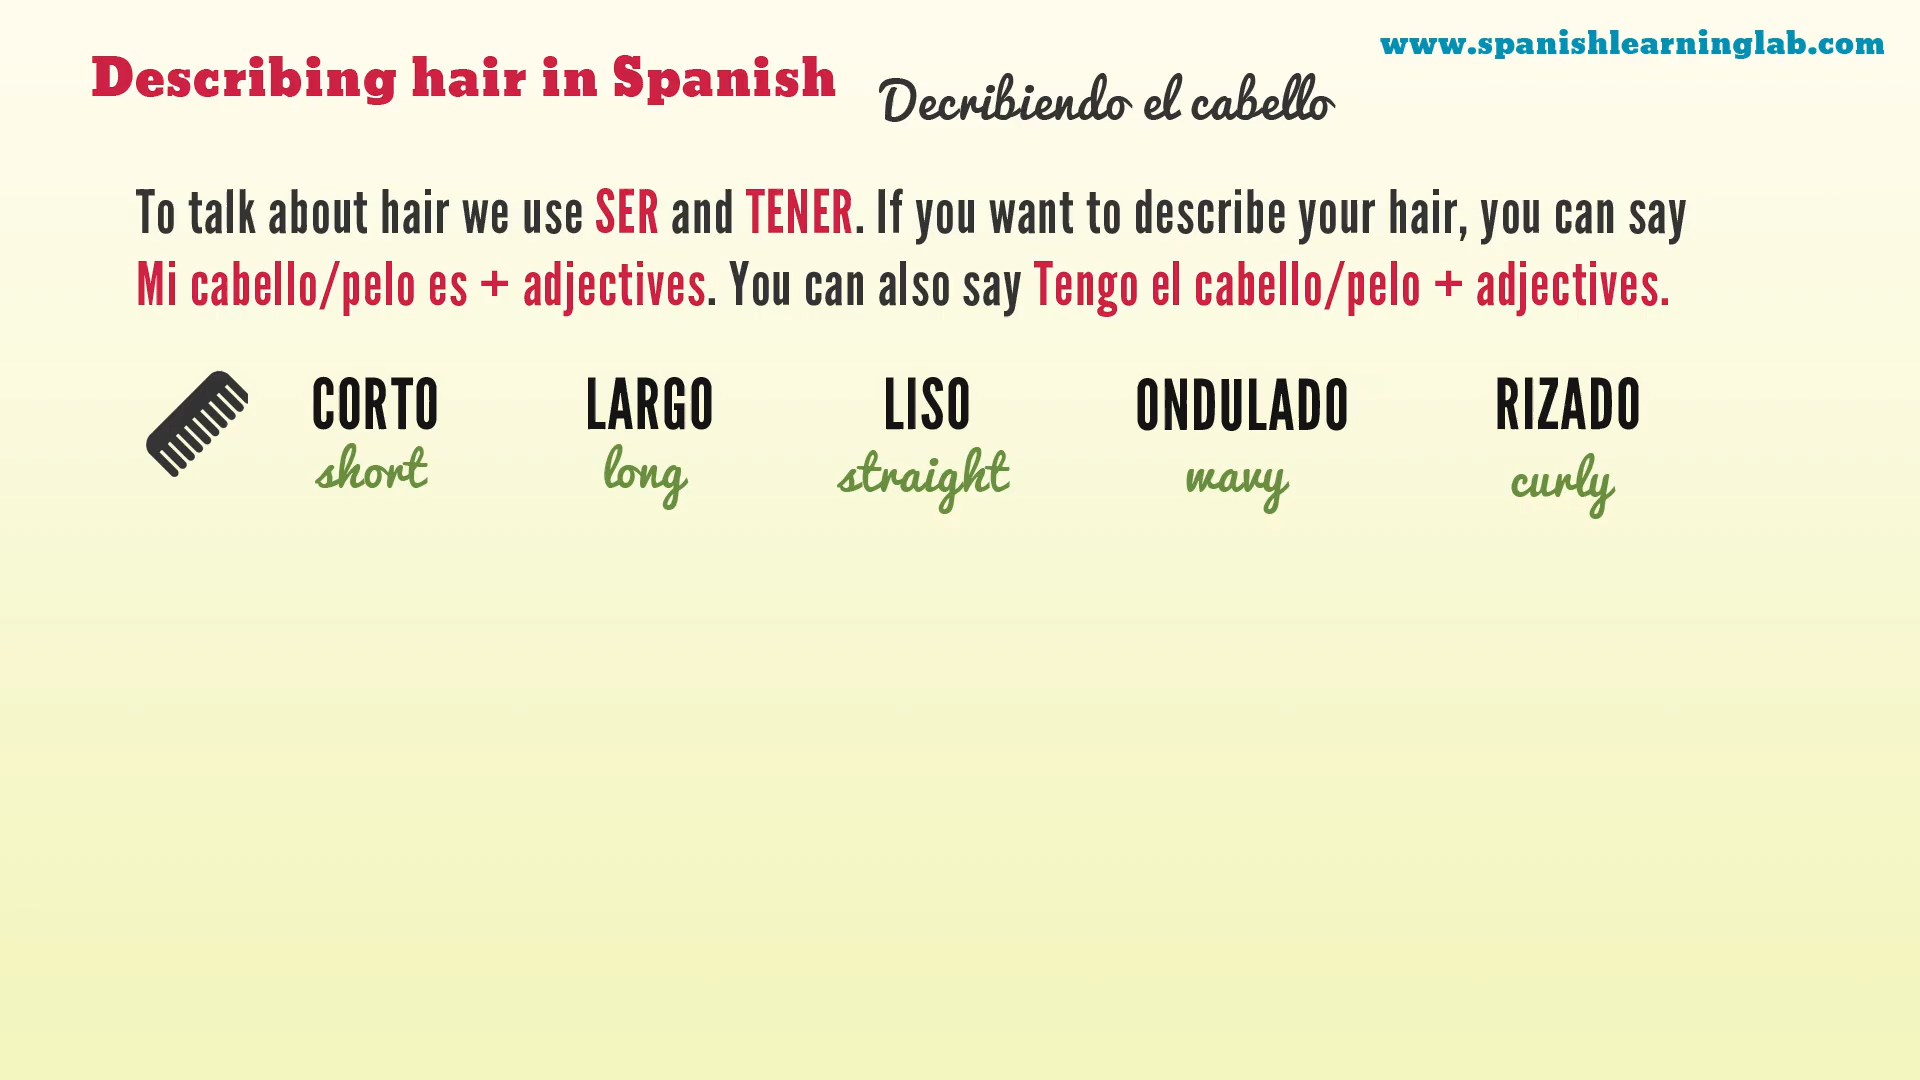 Describing hair in Spanish
Decribiendo el cabello
www.spanishlearninglab.com
To talk about hair we use SER and TENER. If you want to describe your hair, you can say
Mi cabello/pelo es + adjectives. You can also say Tengo el cabello/pelo + adjectives.
CORTO LARGO LISO ONDULADO RIZADO
short long straight wavy curly